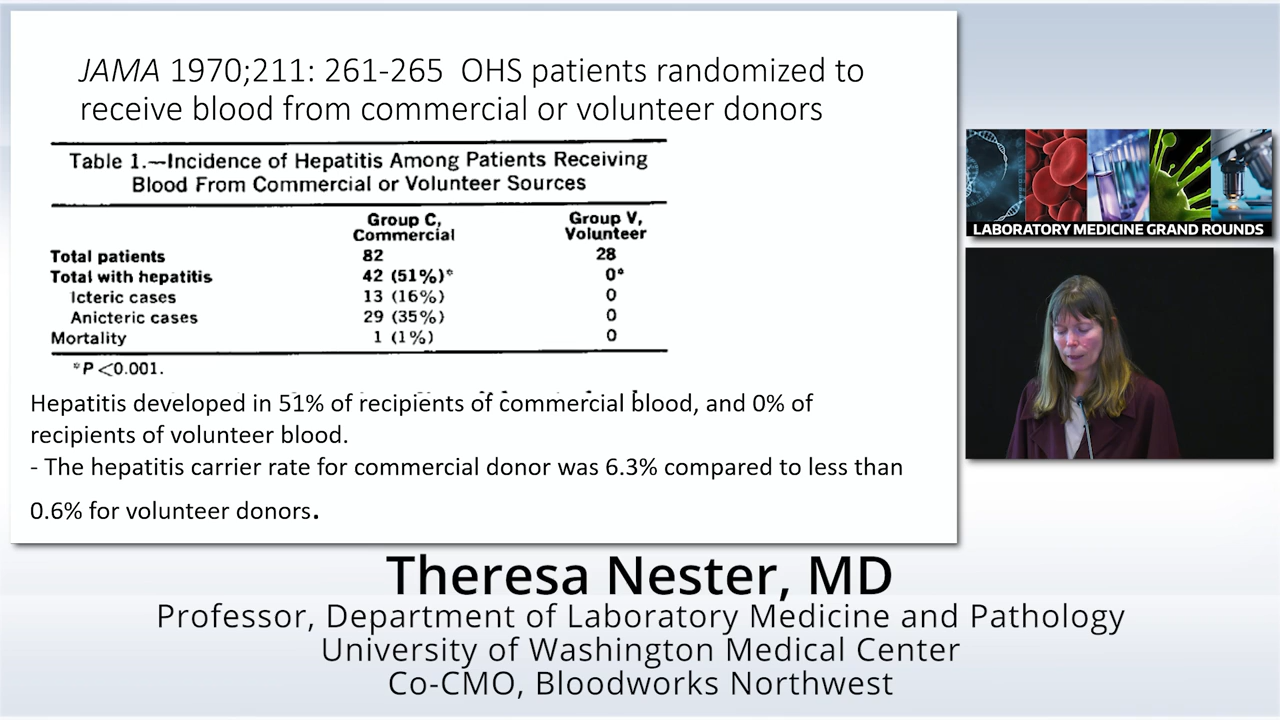 JAMA 1970;211: 261-265 OHS patients randomized to
receive blood from commercial or volunteer donors
Table 1.—Incidence of Hepatitis Among Patients Receiving
Blood From Commercial or Volunteer Sources
Group C, Group V,
Commercial Volunteer
Total patients 82 28
Total with hepatitis 42 (51%)* 0*
Icteric cases 13 (16%) 0
Anicteric cases 29 (35%) 0
Mortality 1 (1%) 0
*P <0.001.
Hepatitis developed in 51% of recipients of commercial blood, and 0% of
recipients of volunteer blood.
- The hepatitis carrier rate for commercial donor was 6.3% compared to less than
0.6% for volunteer donors.
LABORATORY MEDICINE GRAND ROUNDS
Theresa Nester, MD
Professor, Department of Laboratory Medicine and Pathology
University of Washington Medical Center
Co-CMO, Bloodworks Northwest